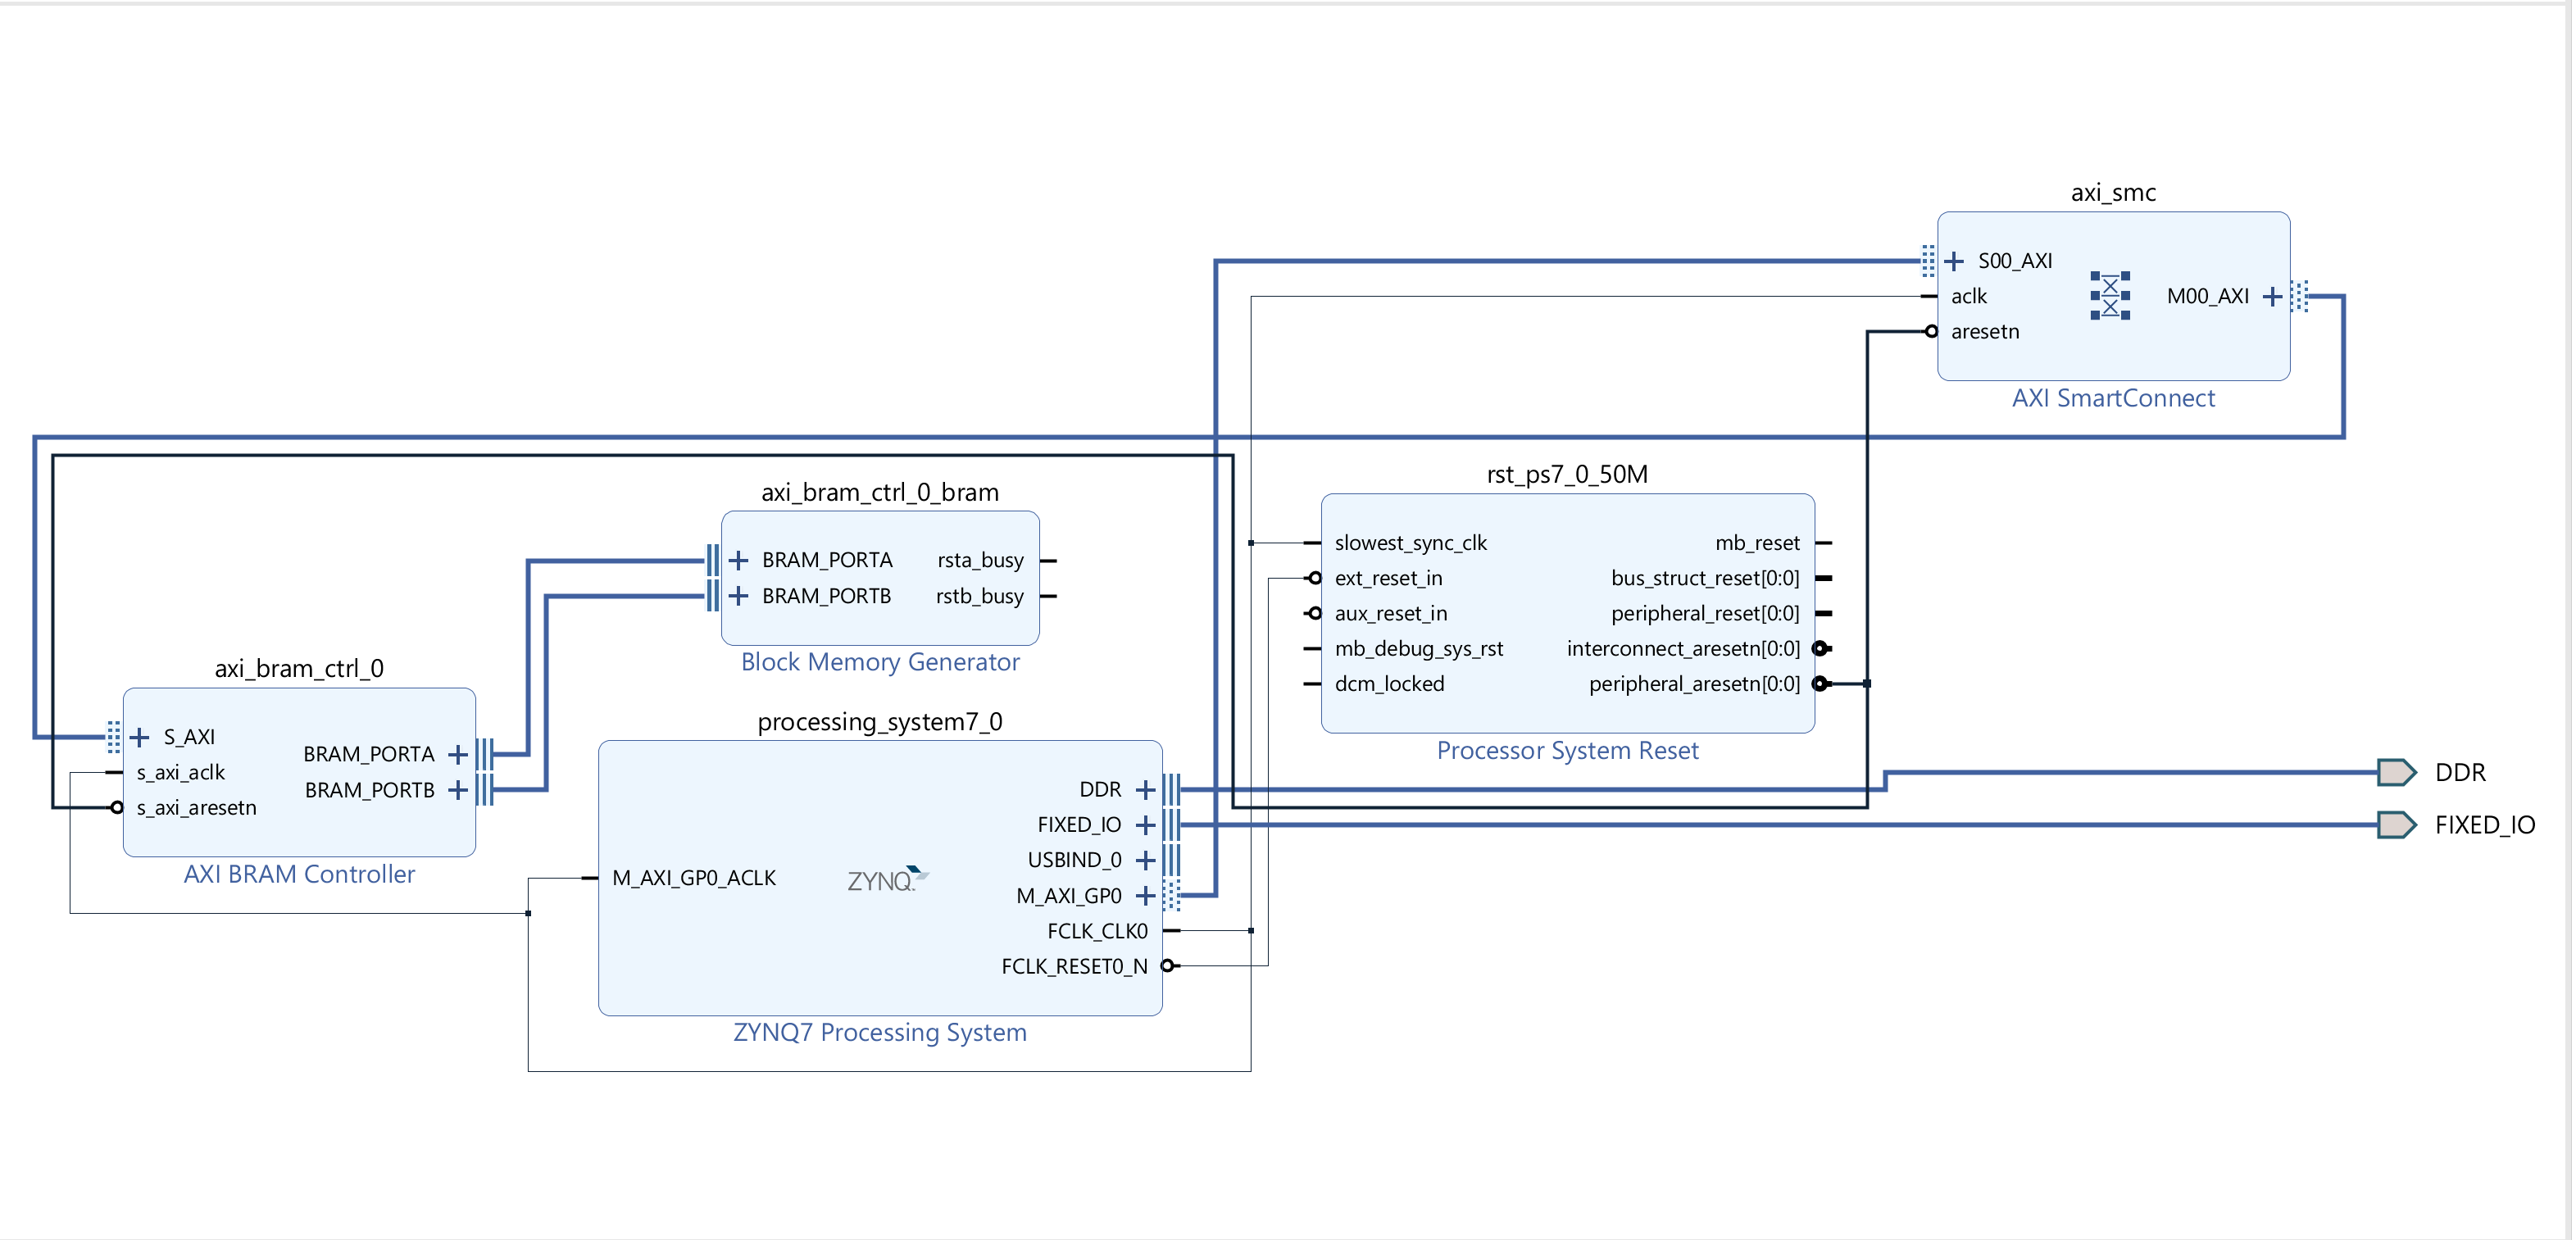 axi_smc
S00_AXI
aclk
M00_AXI
aresetn
AXI SmartConnect
rst_ps7_0_50M
slowest_sync_clk
mb_reset
ext_reset_in
bus_struct_reset[0:0]
aux_reset_in
peripheral_reset[0:0]
mb_debug_sys_rst
interconnect_aresetn[0:0]
dcm_locked
peripheral_aresetn[0:0]
Processor System Reset
axi_bram_ctrl_0_bram
BRAM_PORTA
rsta_busy
BRAM_PORTB
rstb_busy
Block Memory Generator
axi_bram_ctrl_0
S_AXI
BRAM_PORTA
s_axi_aclk
BRAM_PORTB
s_axi_aresetn
AXI BRAM Controller
processing_system7_0
DDR
FIXED_IO
USBIND_0
M_AXI_GP0_ACLK
ZYNQ
M_AXI_GP0
FCLK_CLK0
FCLK_RESET0_N
ZYNQ7 Processing System
DDR
FIXED_IO